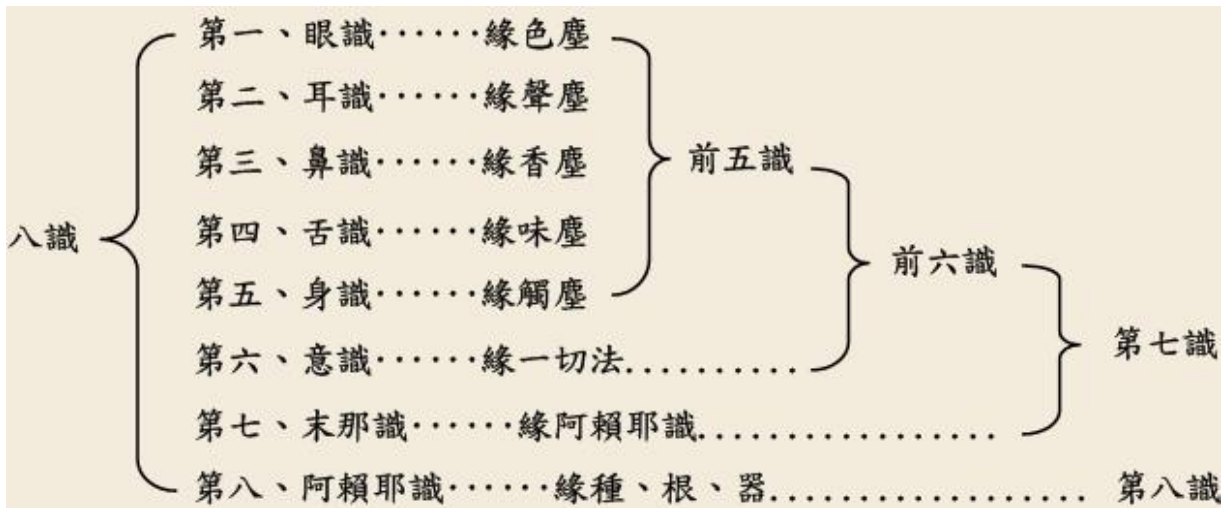 第一、眼識······緣色塵
第二、耳識······緣聲塵
第三、鼻識······緣香塵
前五識
第四、舌識······緣味塵
八識
第五、身識······緣觸塵
前六識
第六、意識······緣一切法..........
第七識
第七、末那識······緣阿賴耶識..................
第八、阿賴耶識······緣種、根、器................... 第八識